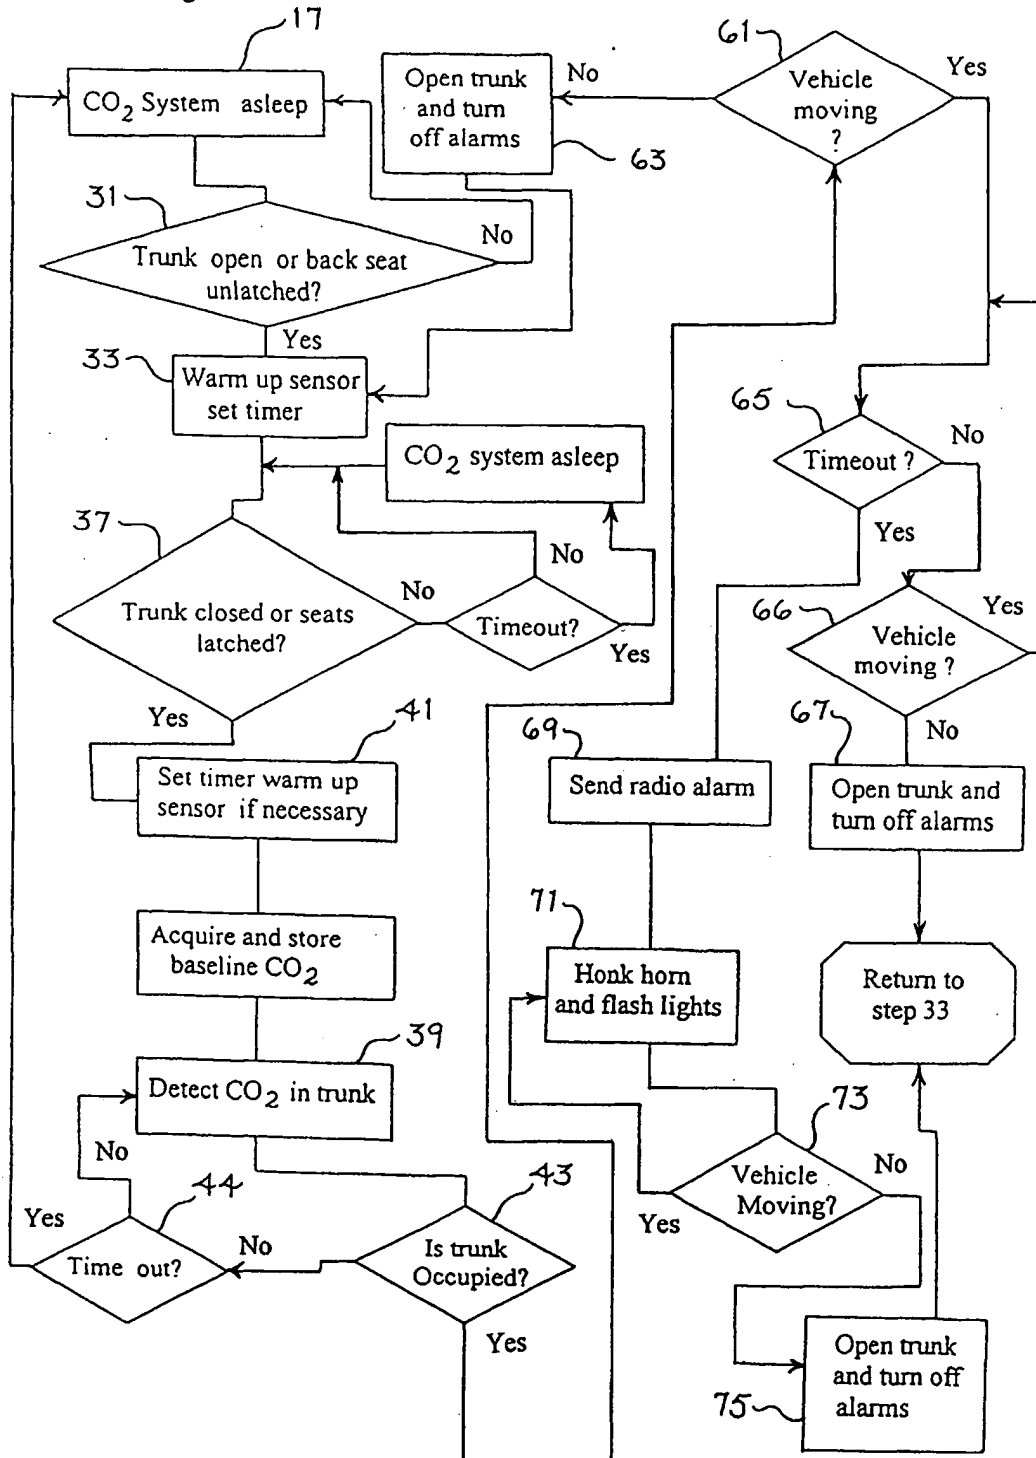 17
CO2 System asleep
Open trunk
and turn
off alarms
63
No
61
Vehicle
moving
?
Yes
31
Trunk open or back seat
unlatched?
No
Yes
33
Warm up sensor
set timer
CO2 system asleep
37
Trunk closed or seats
latched?
No
Timeout?
No
Yes
Yes
41
Set timer warm up
sensor if necessary
Acquire and store
baseline CO2
39
Detect CO2 in trunk
No
44
Yes
Time out?
No
43
Is trunk
Occupied?
Yes
65
Timeout ?
No
Yes
66
Vehicle
moving ?
Yes
No
67
Open trunk and
turn off alarms
69
Send radio alarm
71
Honk horn
and flash lights
Return to
step 33
73
Vehicle
Moving?
No
Yes
Open trunk
and turn off
alarms
75